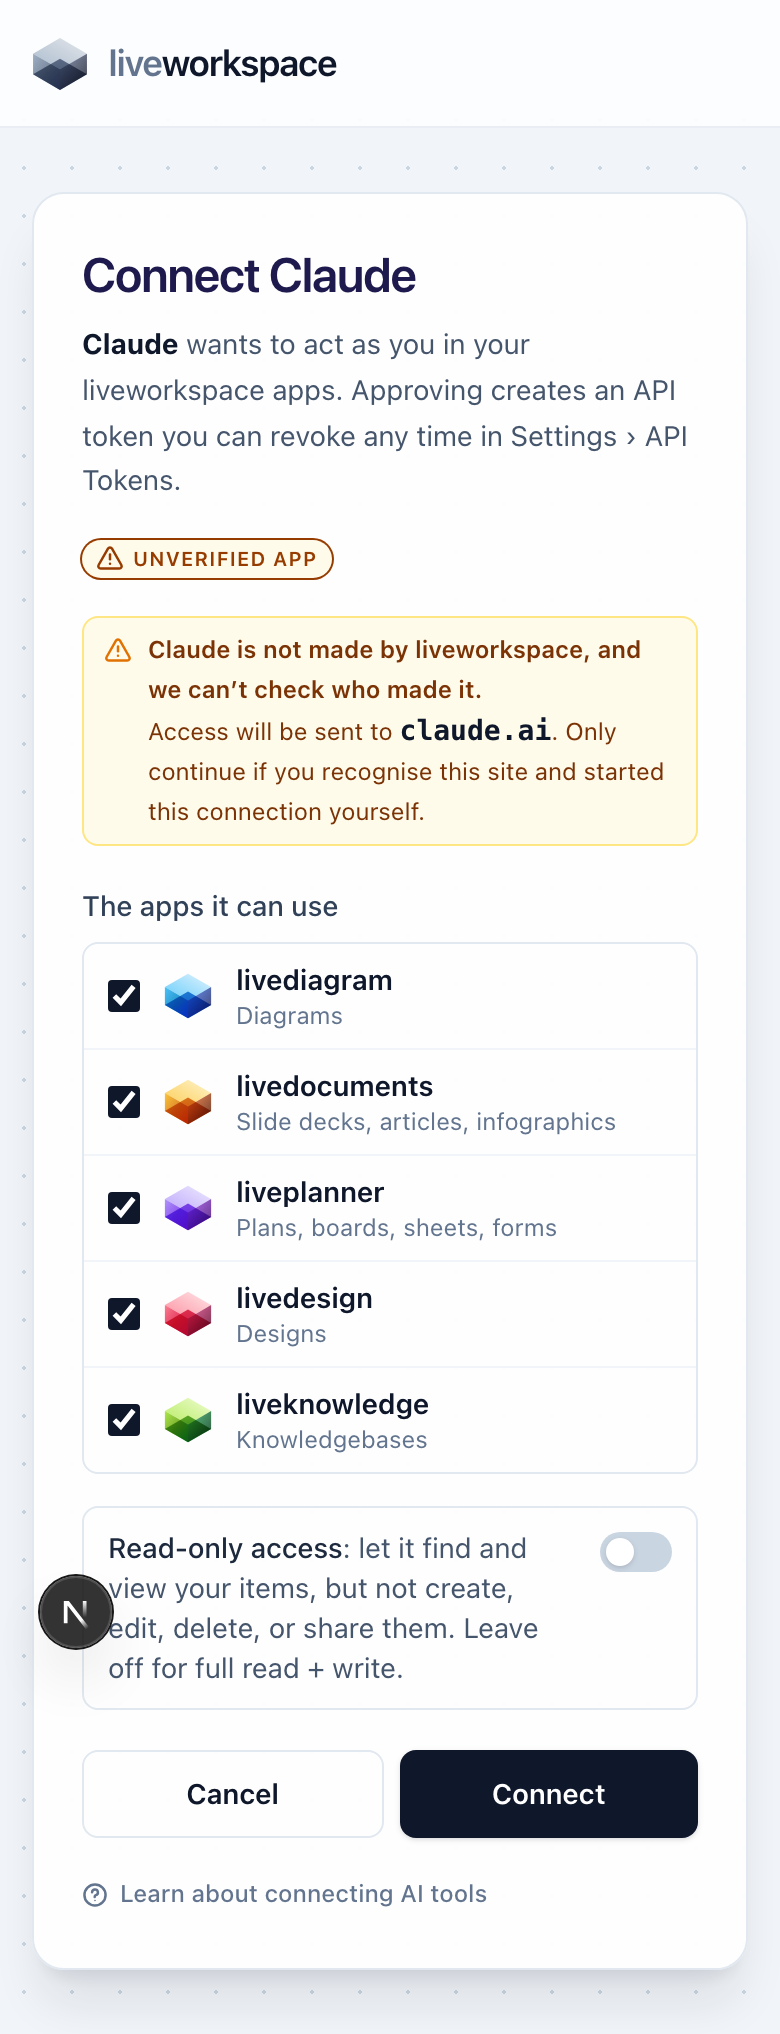 liveworkspace
Connect Claude
Claude wants to act as you in your
liveworkspace apps. Approving creates an API
token you can revoke any time in Settings › API
Tokens.
UNVERIFIED APP
Claude is not made by liveworkspace, and
we can’t check who made it.
Access will be sent to claude.ai. Only
continue if you recognise this site and started
this connection yourself.
The apps it can use
livediagram
Diagrams
livedocuments
Slide decks, articles, infographics
liveplanner
Plans, boards, sheets, forms
livedesign
Designs
liveknowledge
Knowledgebases
Read-only access: let it find and
view your items, but not create,
edit, delete, or share them. Leave
off for full read + write.
N
Cancel
Connect
Learn about connecting AI tools